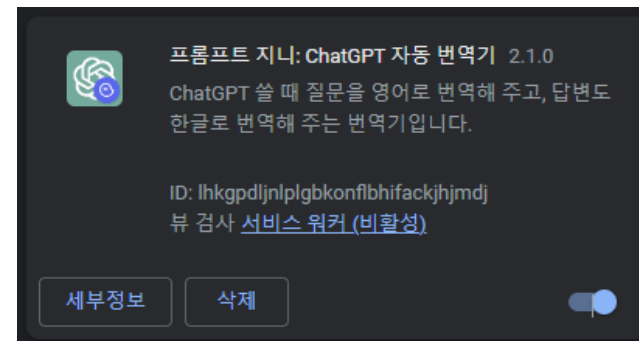 프롬프트 지니: ChatGPT 자동 번역기 2.1.0
ChatGPT 쓸 때 질문을 영어로 번역해 주고, 답변도
한글로 번역해 주는 번역기입니다.
ID: lhkgpdljnlplgbkonflbhifackjhjmdj
뷰 검사 서비스 워커 (비활성)
세부정보 삭제